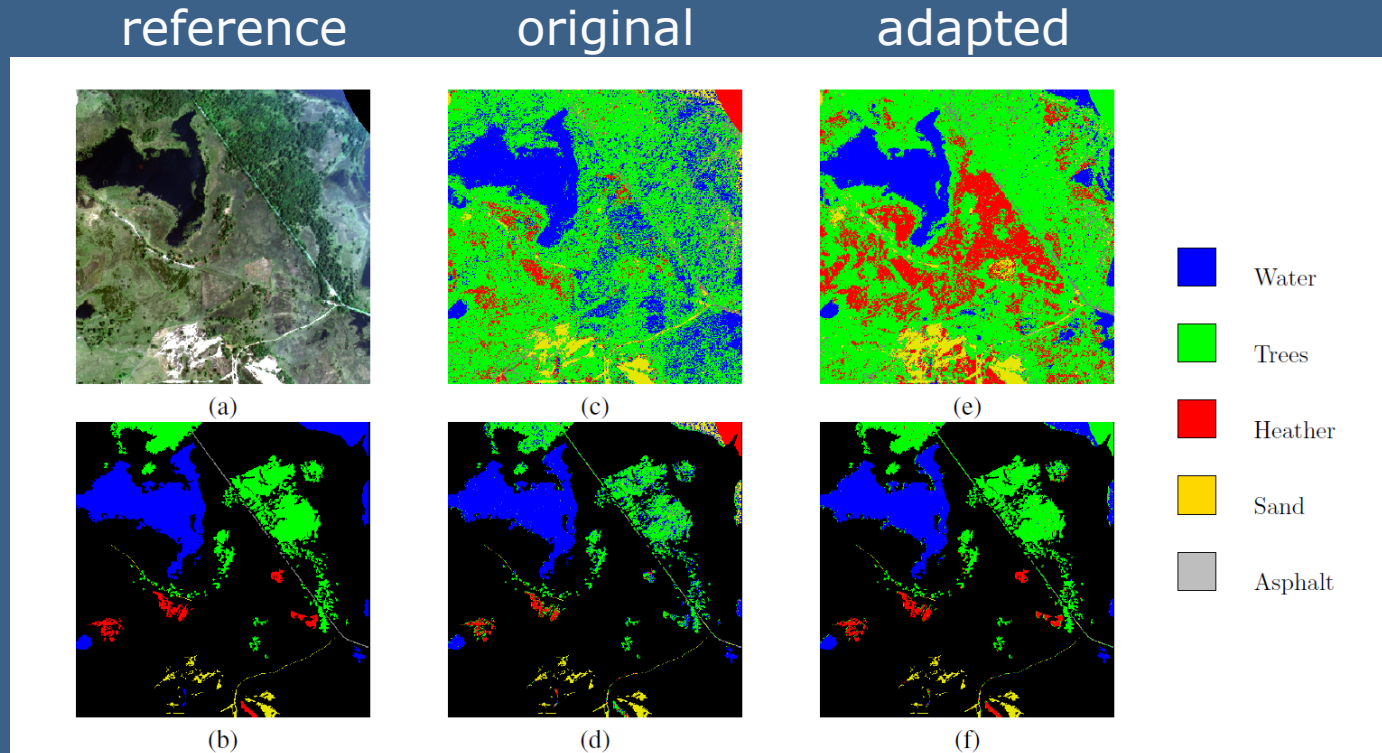 reference original adapted
(a) (c) (e)
(b) (d) (f)
Water
Trees
Heather
Sand
Asphalt